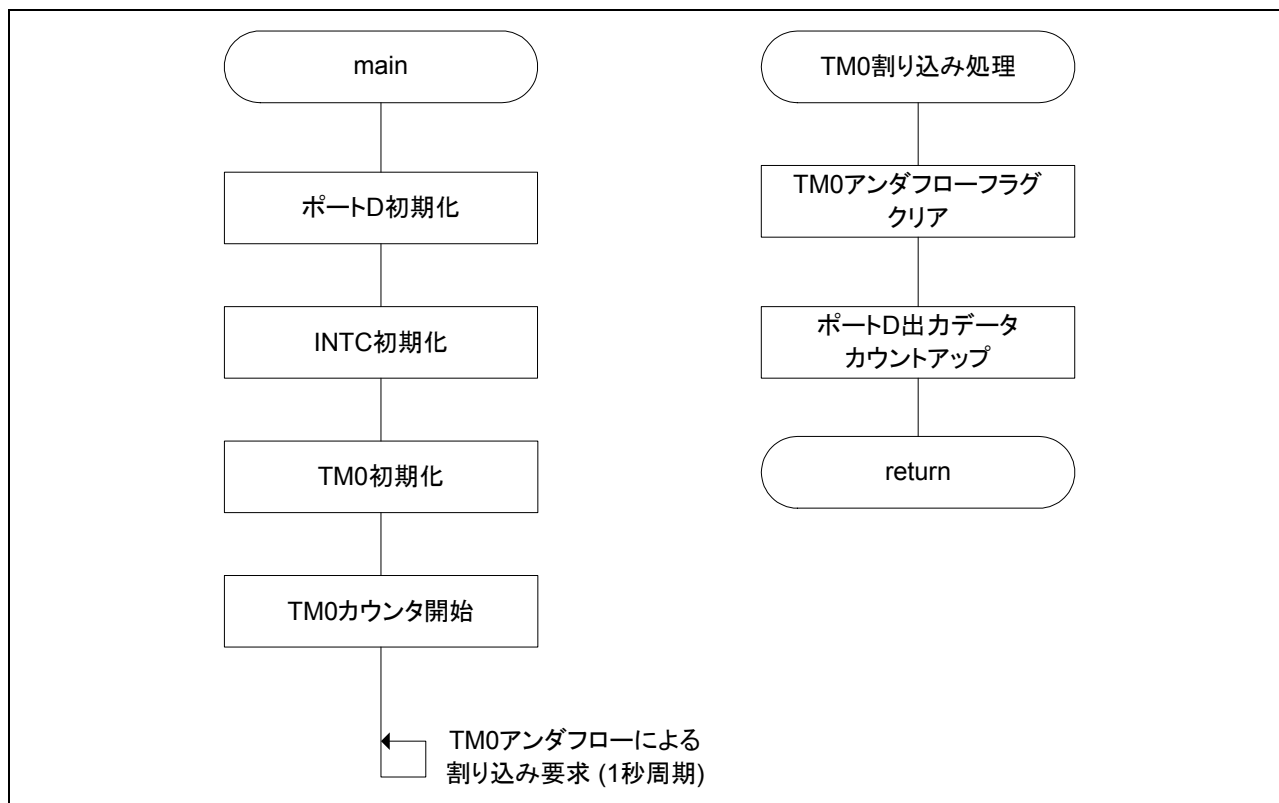 main
ポートD初期化
INTC初期化
TM0初期化
TM0カウンタ開始
TM0アンダフローによる
割り込み要求 (1秒周期)
TM0割り込み処理
TM0アンダフローフラグ
クリア
ポートD出力データ
カウントアップ
return